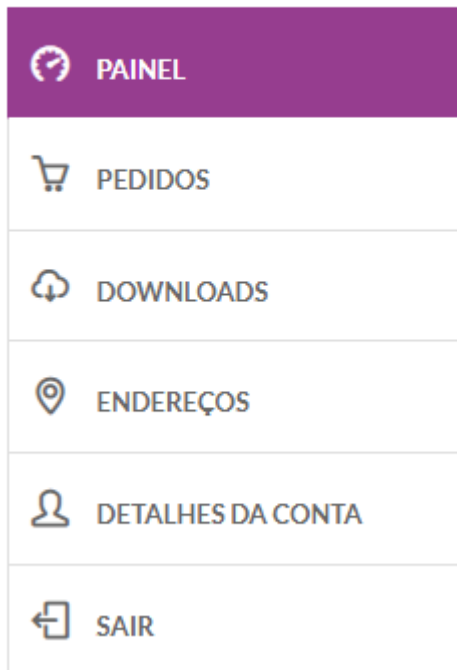 PAINEL
PEDIDOS
DOWNLOADS
ENDEREÇOS
DETALHES DA CONTA
SAIR